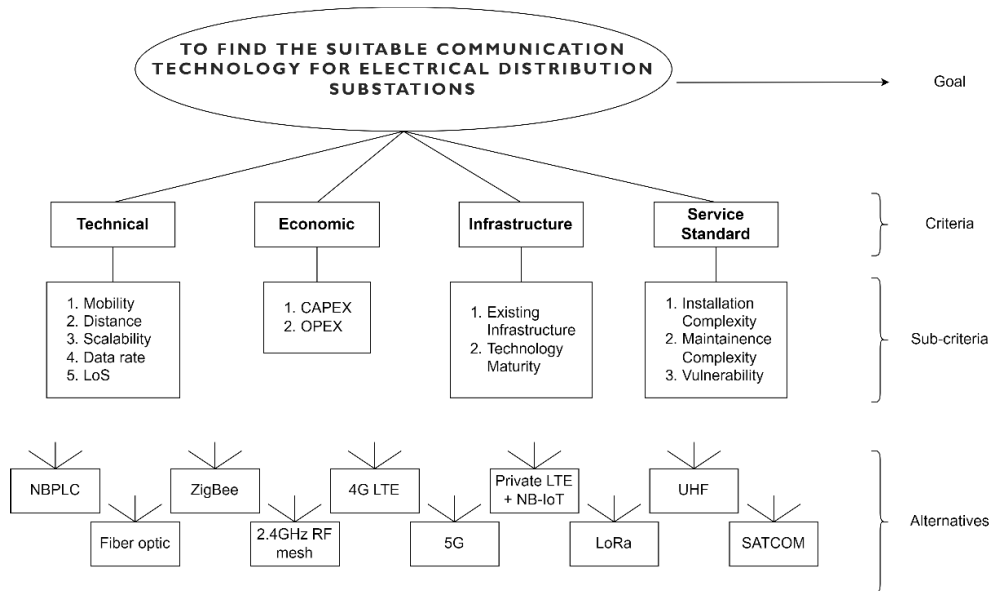 TO FIND THE SUITABLE COMMUNICATION
TECHNOLOGY FOR ELECTRICAL DISTRIBUTION
SUBSTATIONS
Goal
Technical
Economic
Infrastructure
Service
Standard
Criteria
1. Mobility
2. Distance
3. Scalability
4. Data rate
5. LoS
1. CAPEX
2. OPEX
1. Existing
Infrastructure
2. Technology
Maturity
1. Installation
Complexity
2. Maintainence
Complexity
3. Vulnerability
Sub-criteria
NBPLC
ZigBee
4G LTE
Private LTE
+ NB-IoT
UHF
Fiber optic
2.4GHz RF
mesh
5G
LoRa
SATCOM
Alternatives